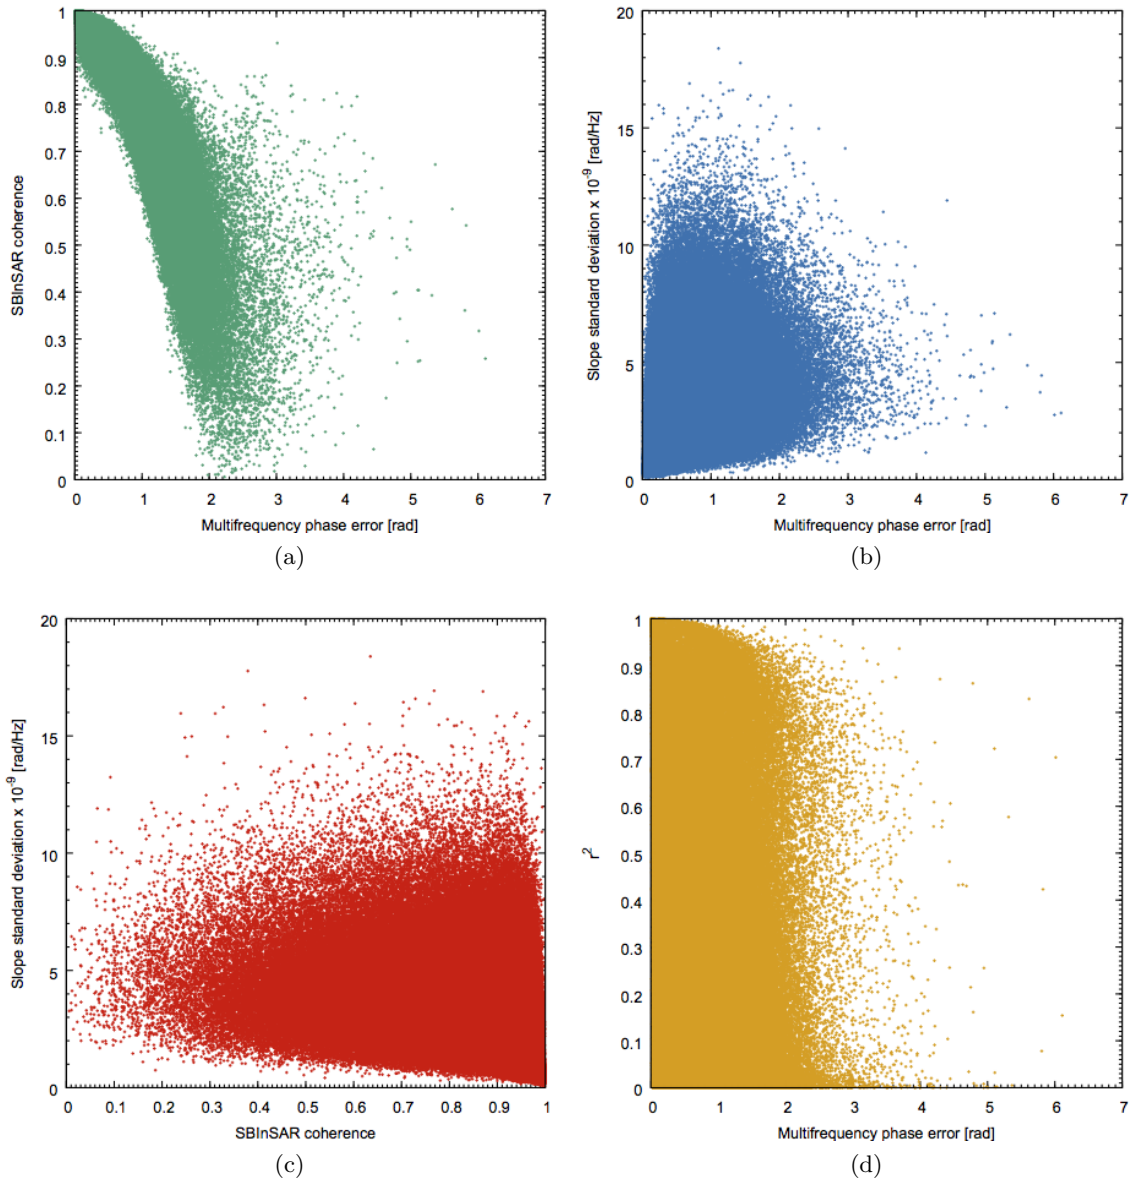 1
0.9
0.8
0.7
0.6
0.5
0.4
0.3
0.2
0.1
0
SBInSAR coherence
0 1 2 3 4 5 6 7
Multifrequency phase error [rad]
(a)
20
15
10
5
0
Slope standard deviation x 10⁻⁹ [rad/Hz]
0 1 2 3 4 5 6 7
Multifrequency phase error [rad]
(b)
20
15
10
5
0
Slope standard deviation x 10⁻⁹ [rad/Hz]
0 0.1 0.2 0.3 0.4 0.5 0.6 0.7 0.8 0.9 1
SBInSAR coherence
(c)
1
0.9
0.8
0.7
0.6
0.5
0.4
0.3
0.2
0.1
0
r²
0 1 2 3 4 5 6 7
Multifrequency phase error [rad]
(d)